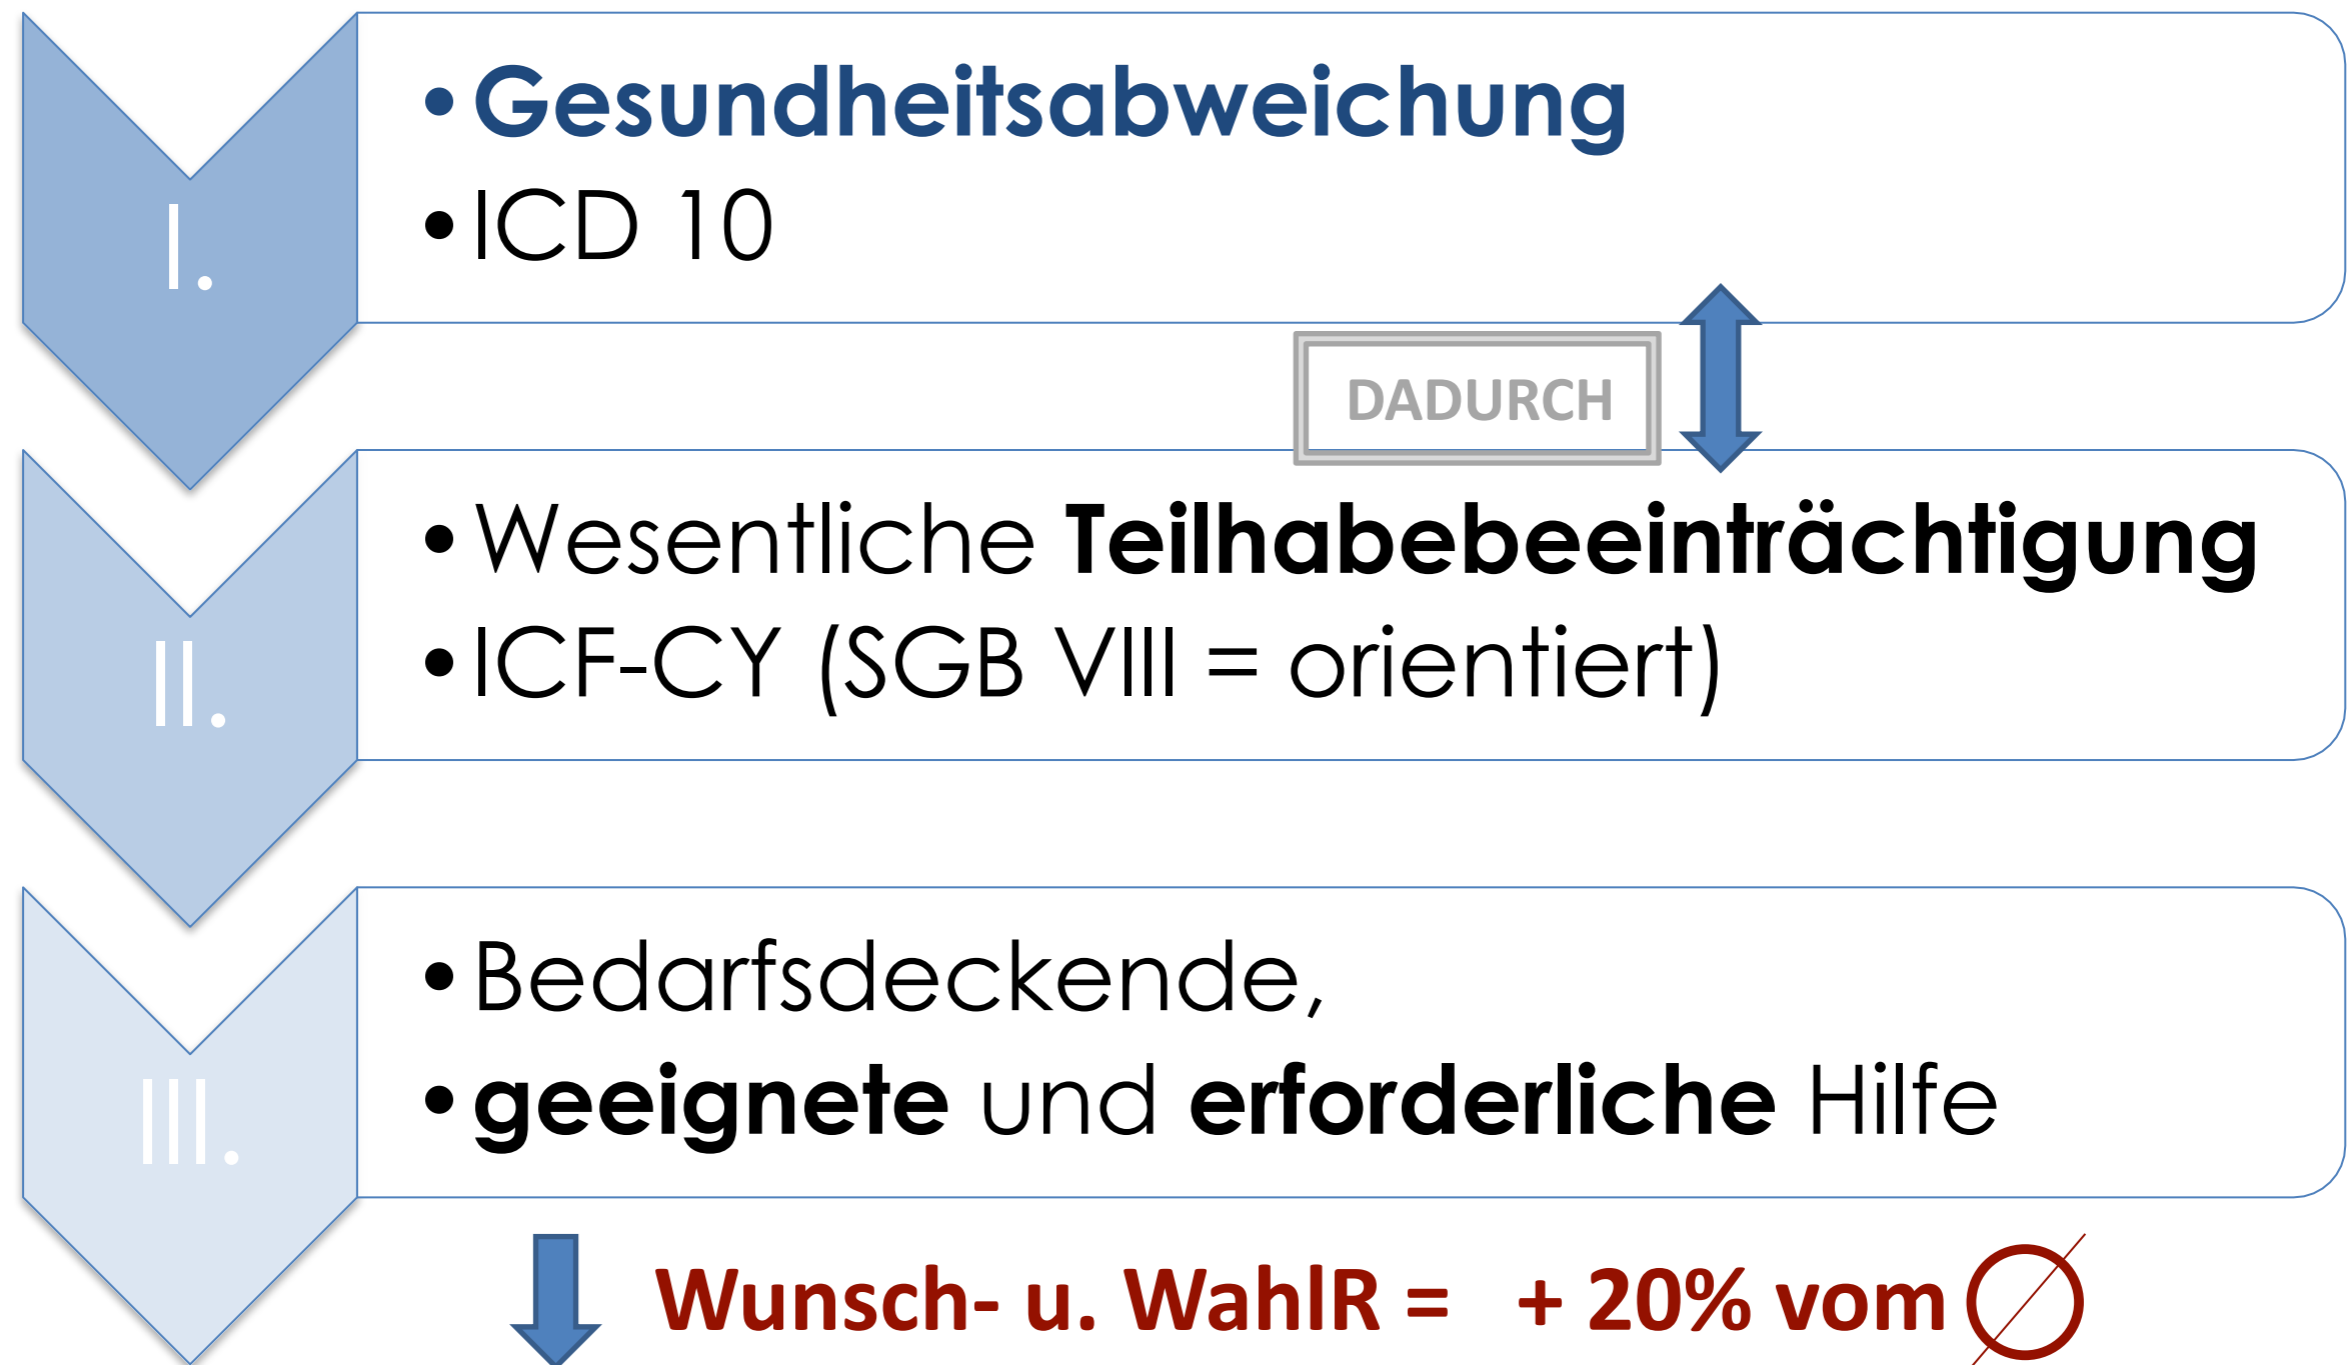 I.
• Gesundheitsabweichung
• ICD 10
DADURCH
II.
• Wesentliche Teilhabebeeinträchtigung
• ICF-CY (SGB VIII = orientiert)
III.
• Bedarfsdeckende,
• geeignete und erforderliche Hilfe
Wunsch- u. WahlR = + 20% vom Ø